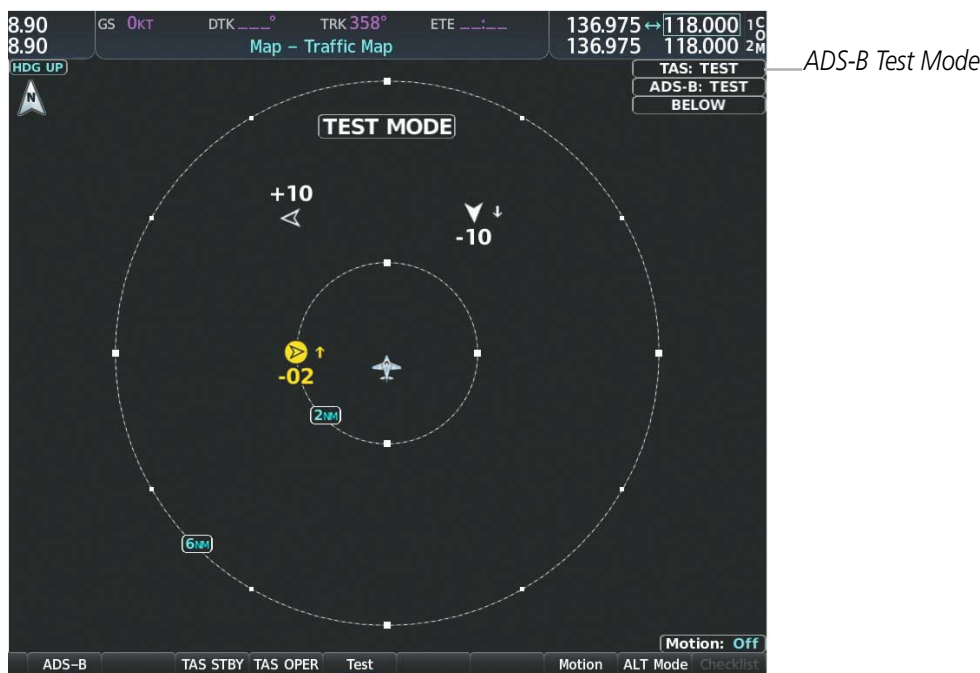 8.90 GS 0KT DTK ___° TRK 358° ETE __:__ 136.975 ↔ 118.000 1 C
8.90 Map – Traffic Map 136.975 118.000 2 O M
HDG UP
N
TAS: TEST
ADS-B Test Mode
ADS-B: TEST
BELOW
TEST MODE
+10
-10
-02
2NM
6NM
Motion: Off
ADS-B TAS STBY TAS OPER Test Motion ALT Mode Checklist